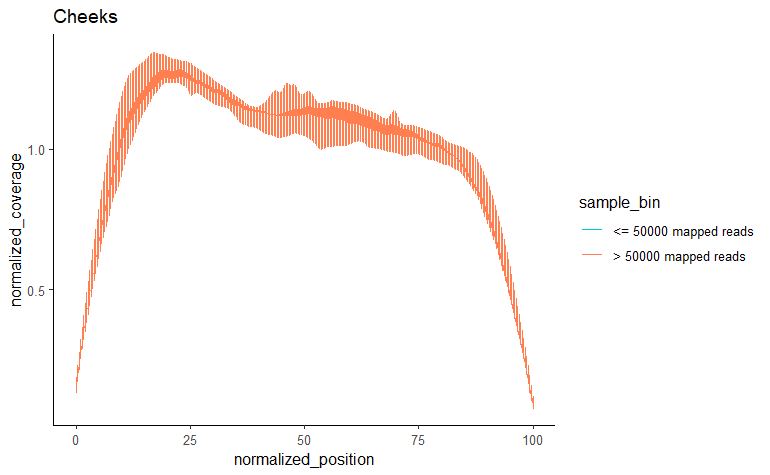 Cheeks
normalized_coverage
1.0
0.5
0
25
50
75
100
normalized_position
sample_bin
<= 50000 mapped reads
> 50000 mapped reads